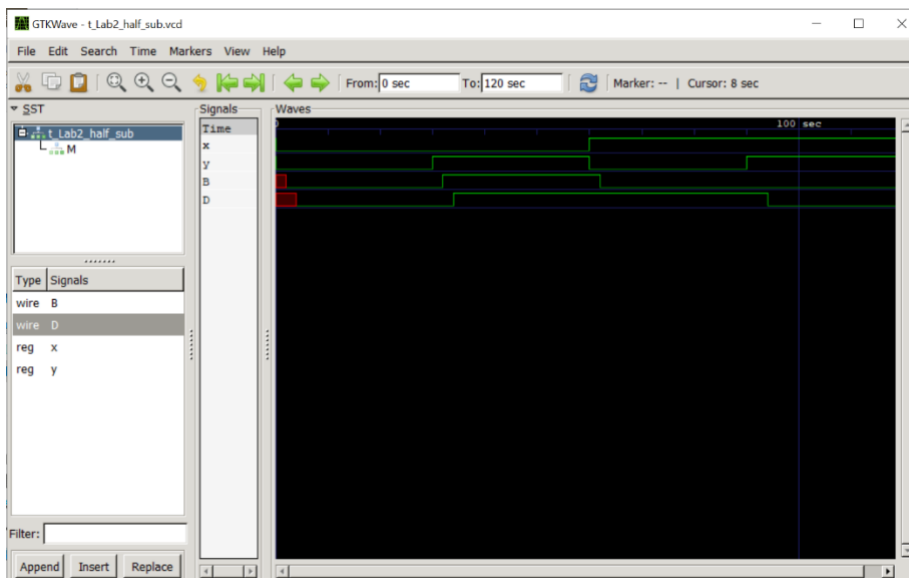 GTKWave - t_Lab2_half_sub.vcd
File Edit Search Time Markers View Help
From: 0 sec To: 120 sec Marker: -- | Cursor: 8 sec
SST
t_Lab2_half_sub
M
Type Signals
wire B
wire D
reg x
reg y
Filter:
Append Insert Replace
Signals
Time
x
y
B
D
Waves
0 100 sec